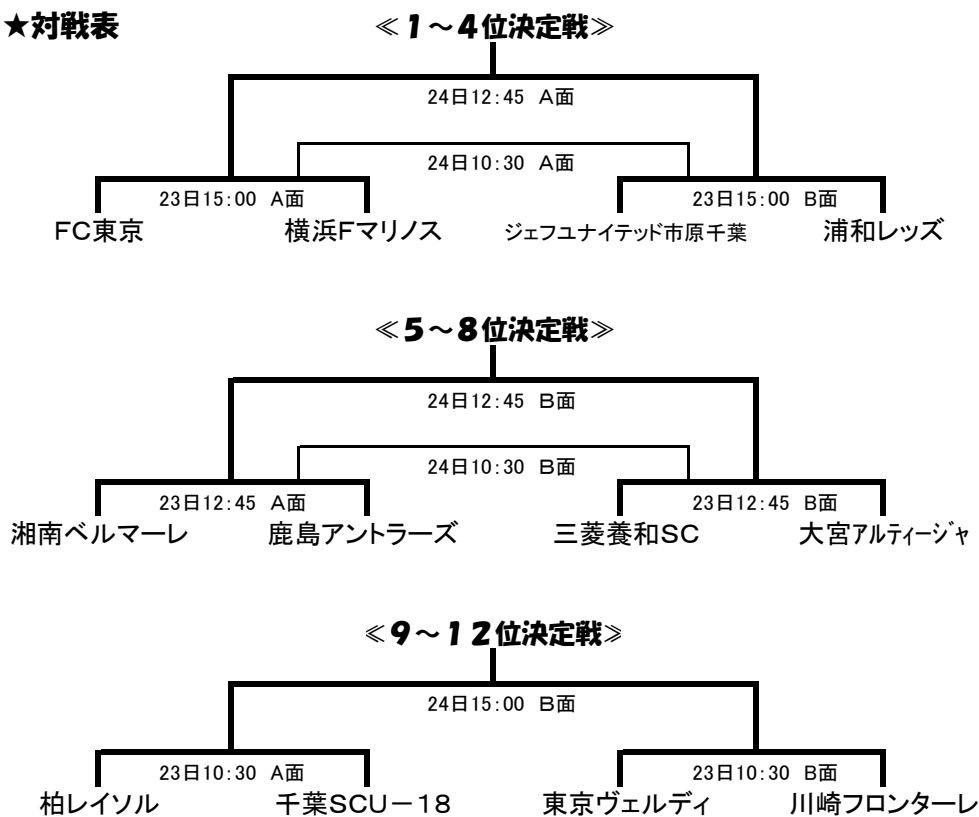 ★対戦表
≪1～4位決定戦≫
24日12:45 A面
24日10:30 A面
23日15:00 A面
23日15:00 B面
FC東京
横浜Fマリノス
ジェフユナイテッド市原千葉
浦和レッズ
≪5～8位決定戦≫
24日12:45 B面
24日10:30 B面
23日12:45 A面
23日12:45 B面
湘南ベルマーレ
鹿島アントラーズ
三菱養和SC
大宮アルディージャ
≪9～12位決定戦≫
24日15:00 B面
23日10:30 A面
23日10:30 B面
柏レイソル
千葉SCU－18
東京ヴェルディ
川崎フロンターレ